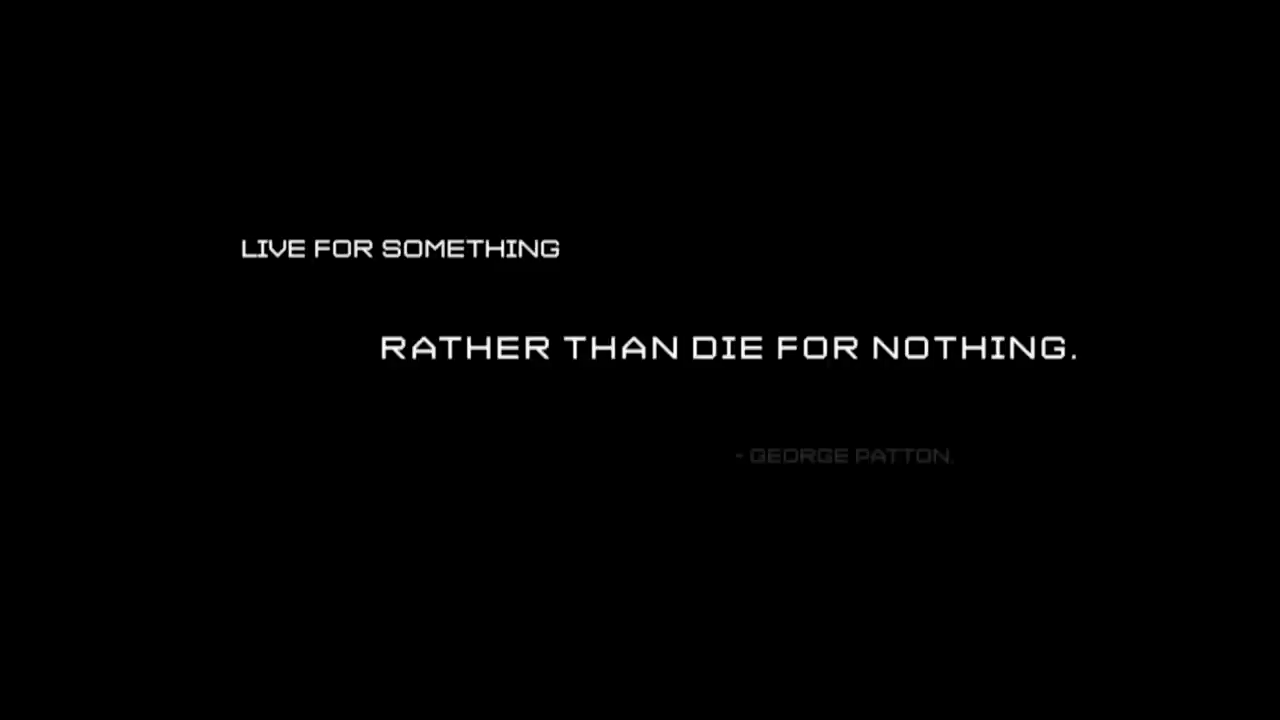 LIVE FOR SOMETHING
RATHER THAN DIE FOR NOTHING.
- GEORGE PATTON.